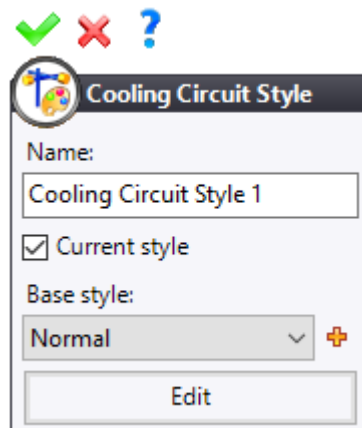 ?
Cooling Circuit Style
Name:
Cooling Circuit Style 1
Current style
Base style:
Normal
Edit